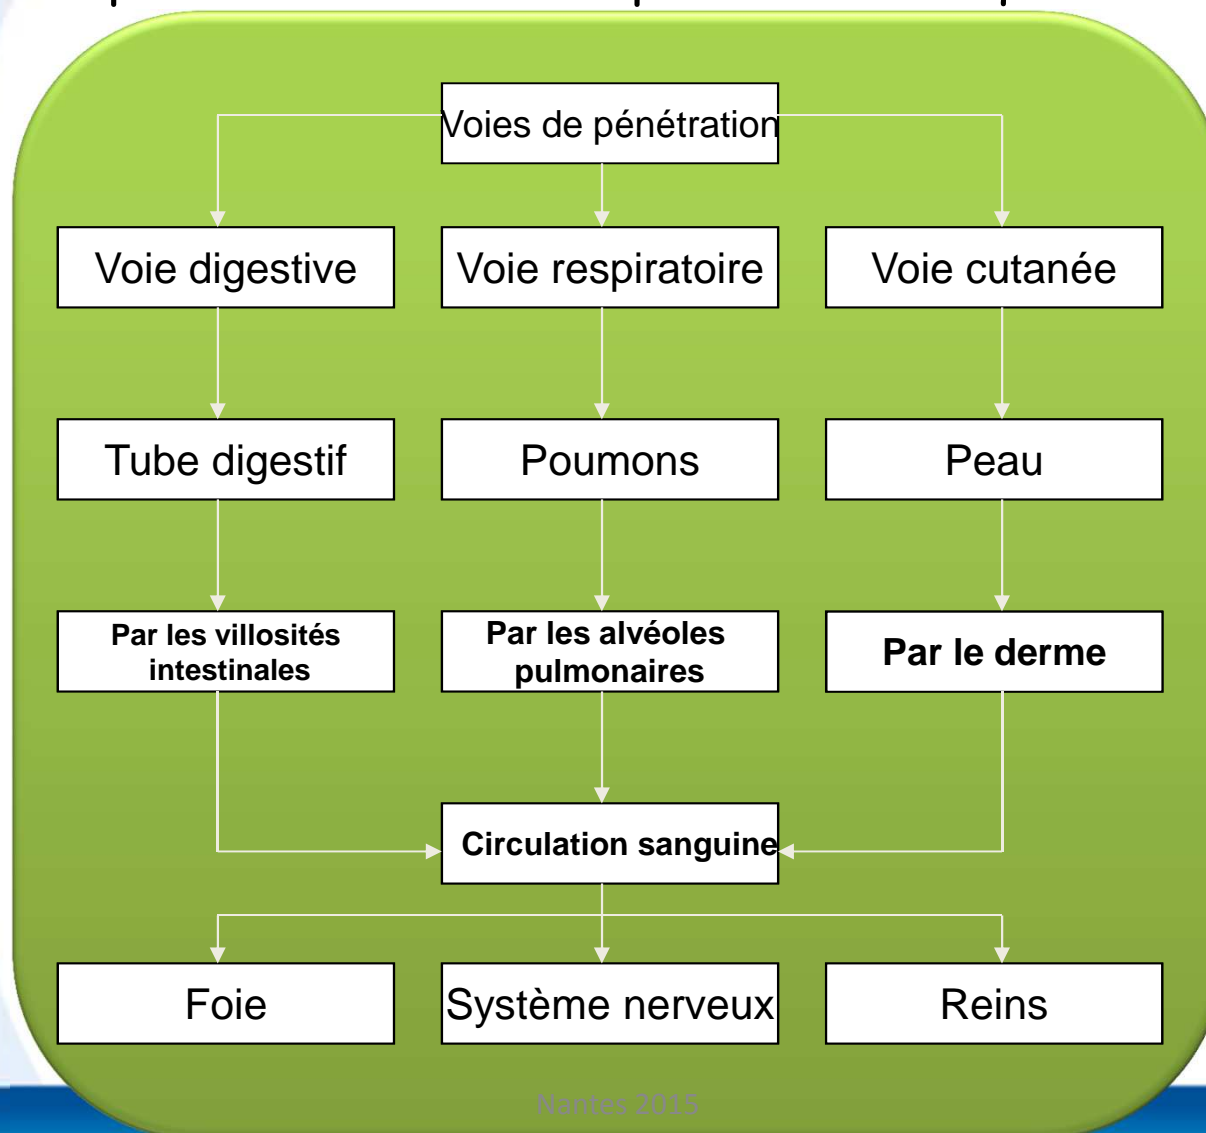 Voies de pénétration
Voie digestive
Voie respiratoire
Voie cutanée
Tube digestif
Poumons
Peau
Par les villosités
intestinales
Par les alvéoles
pulmonaires
Par le derme
Circulation sanguine
Foie
Système nerveux
Reins
Nantes 2015